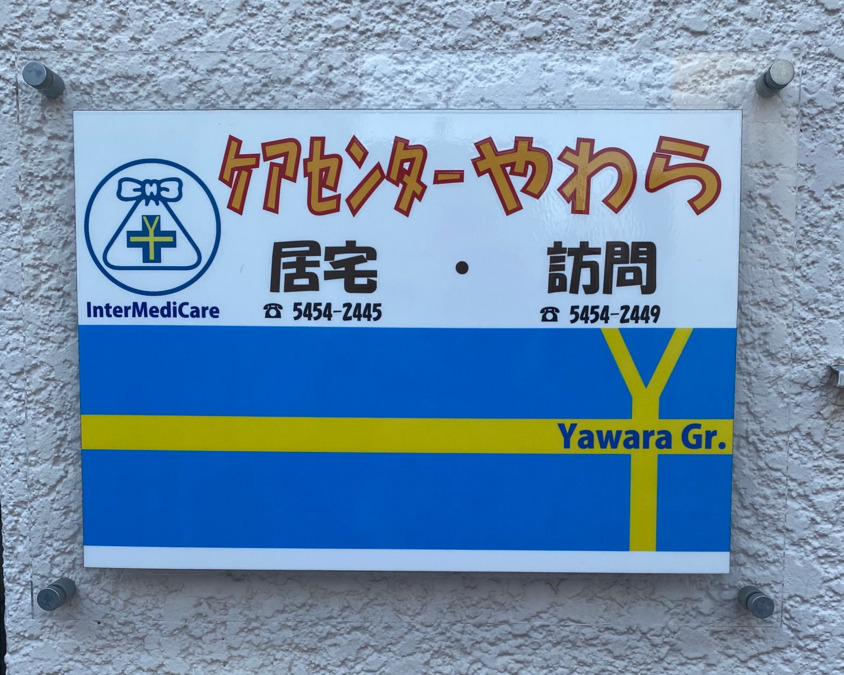 ケアセンターやわら
居宅 ・ 訪問
☎ 5454-2445 ☎ 5454-2449
InterMediCare
Yawara Gr.